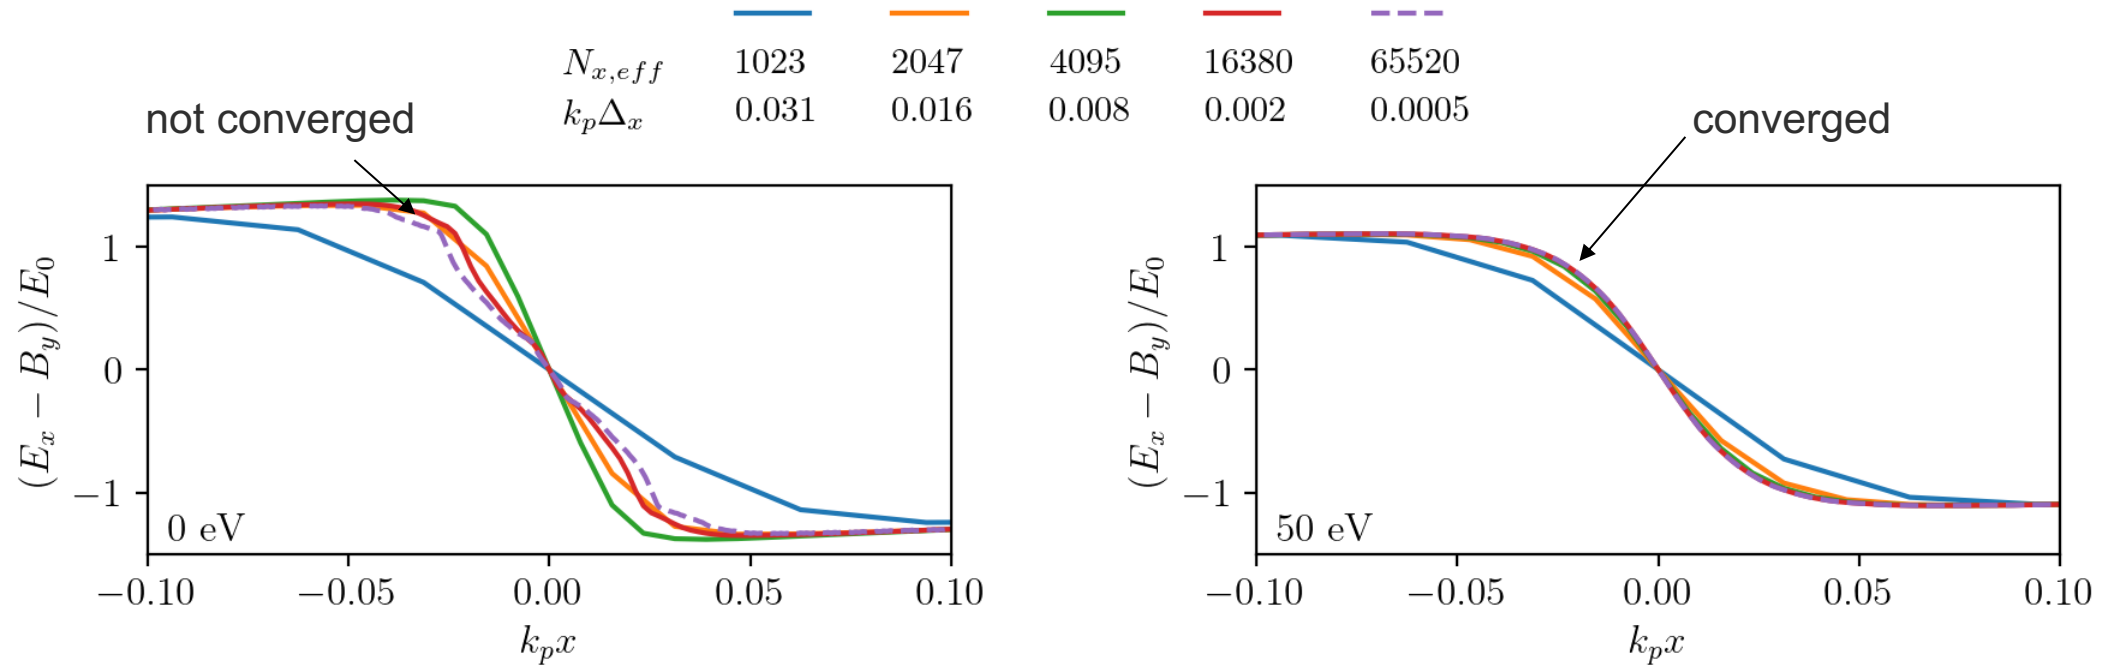 N_{x,eff} 1023 2047 4095 16380 65520
k_pΔ_x 0.031 0.016 0.008 0.002 0.0005
not converged
converged
(E_x − B_y)/E_0
1
0
−1
0 eV
−0.10 −0.05 0.00 0.05 0.10
k_p x
(E_x − B_y)/E_0
1
0
−1
50 eV
−0.10 −0.05 0.00 0.05 0.10
k_p x